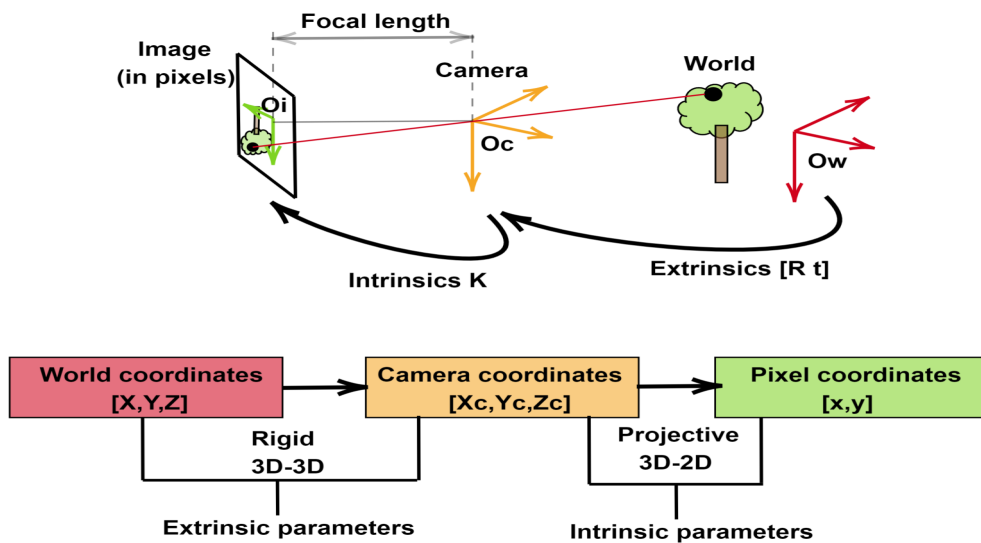 Focal length
Image
(in pixels)
Camera
World
Oi
Oc
Ow
Intrinsics K
Extrinsics [R t]
World coordinates
[X,Y,Z]
Camera coordinates
[Xc,Yc,Zc]
Pixel coordinates
[x,y]
Rigid
3D-3D
Projective
3D-2D
Extrinsic parameters
Intrinsic parameters